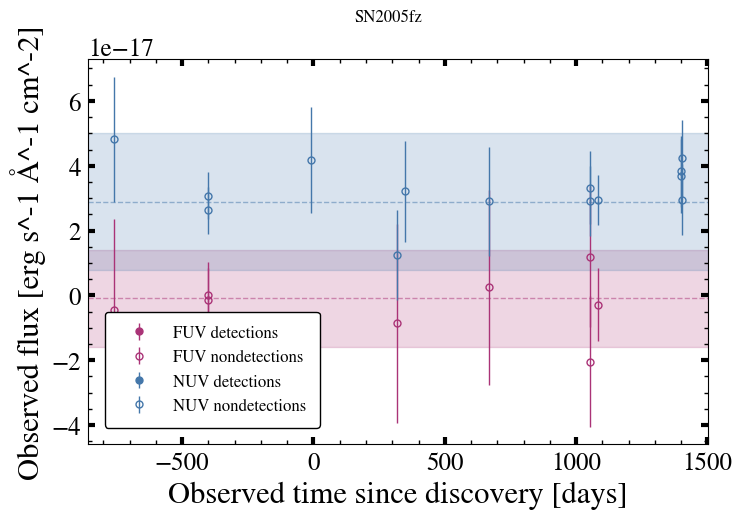 SN2005fz
1e−17
Observed flux [erg s^-1 Å^-1 cm^-2]
6
4
2
0
−2
−4
FUV detections
FUV nondetections
NUV detections
NUV nondetections
−500 0 500 1000 1500
Observed time since discovery [days]